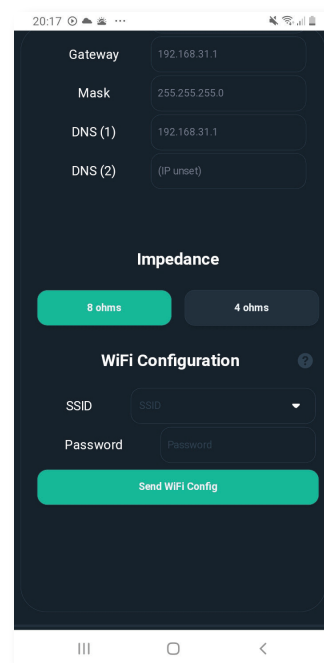 20:17
Gateway 192.168.31.1
Mask 255.255.255.0
DNS (1) 192.168.31.1
DNS (2) (IP unset)
Impedance
8 ohms 4 ohms
WiFi Configuration ?
SSID SSID
Password Password
Send WiFi Config